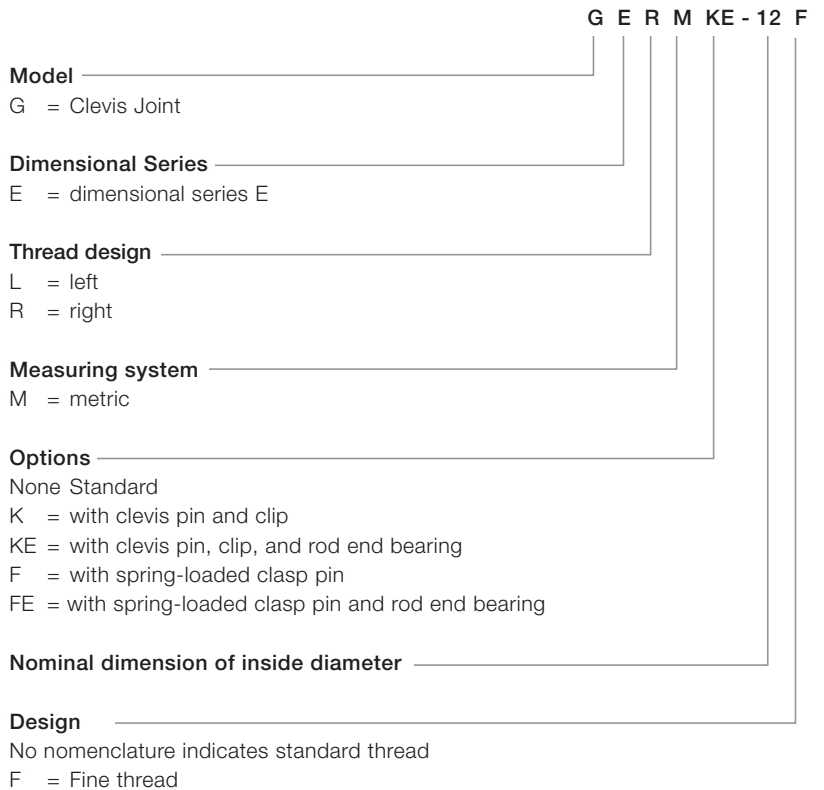 G E R M KE - 12 F
Model
G = Clevis Joint
Dimensional Series
E = dimensional series E
Thread design
L = left
R = right
Measuring system
M = metric
Options
None Standard
K = with clevis pin and clip
KE = with clevis pin, clip, and rod end bearing
F = with spring-loaded clasp pin
FE = with spring-loaded clasp pin and rod end bearing
Nominal dimension of inside diameter
Design
No nomenclature indicates standard thread
F = Fine thread